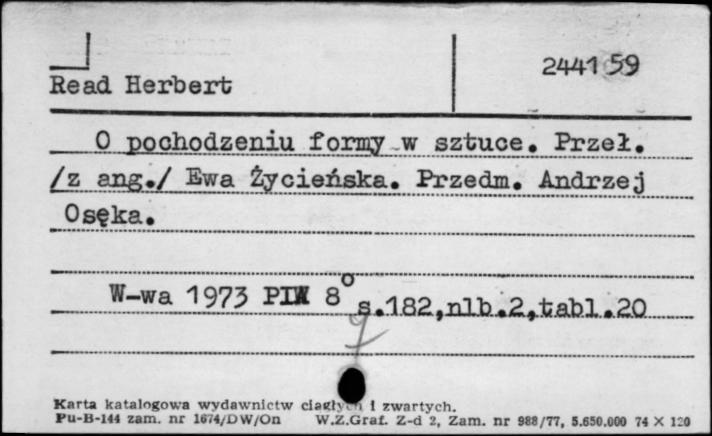 2441 59
Read Herbert
O pochodzeniu formy w sztuce. Przeł.
/z ang./ Ewa Życieńska. Przedm. Andrzej
Osęka.
W-wa 1973 PIW 8° s.182,nlb.2,tabl.20
Karta katalogowa wydawnictw ciągłych i zwartych.
Pu-B-144 zam. nr 1674/DW/On W.Z.Graf. Z-d 2, Zam. nr 988/77, 5.650.000 74 X 120